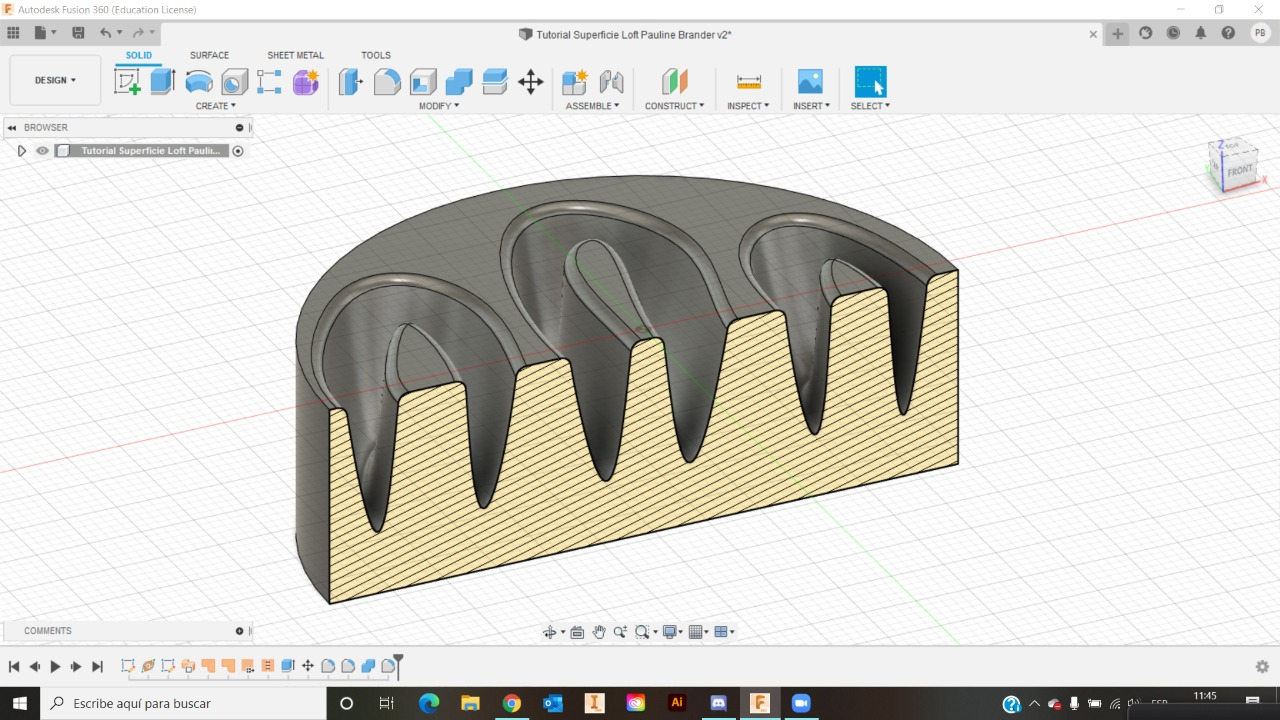 Autodesk Fusion 360 (Education License)
Tutorial Superficie Loft Pauline Brander v2*
PB
DESIGN
SOLID SURFACE SHEET METAL TOOLS
CREATE MODIFY ASSEMBLE CONSTRUCT INSPECT INSERT SELECT
BROWSER
Tutorial Superficie Loft Paulin...
Z
FRONT
X
COMMENTS
Escribe aquí para buscar
Ai
11:45